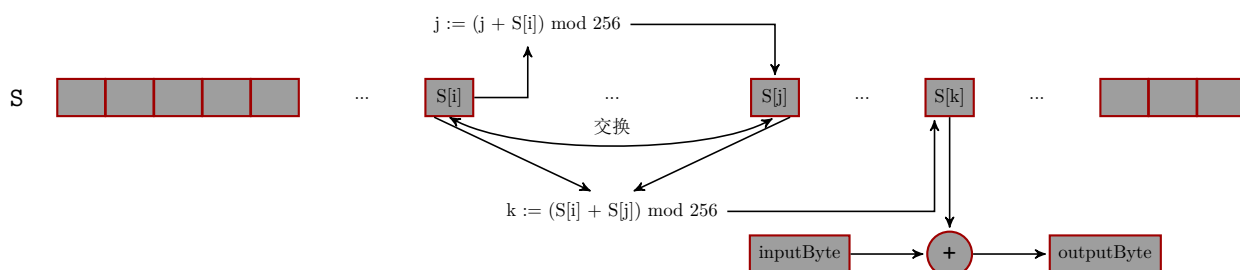 j := (j + S[i]) mod 256
S ... S[i] ... S[j] ... S[k] ...
交换
k := (S[i] + S[j]) mod 256
inputByte + outputByte